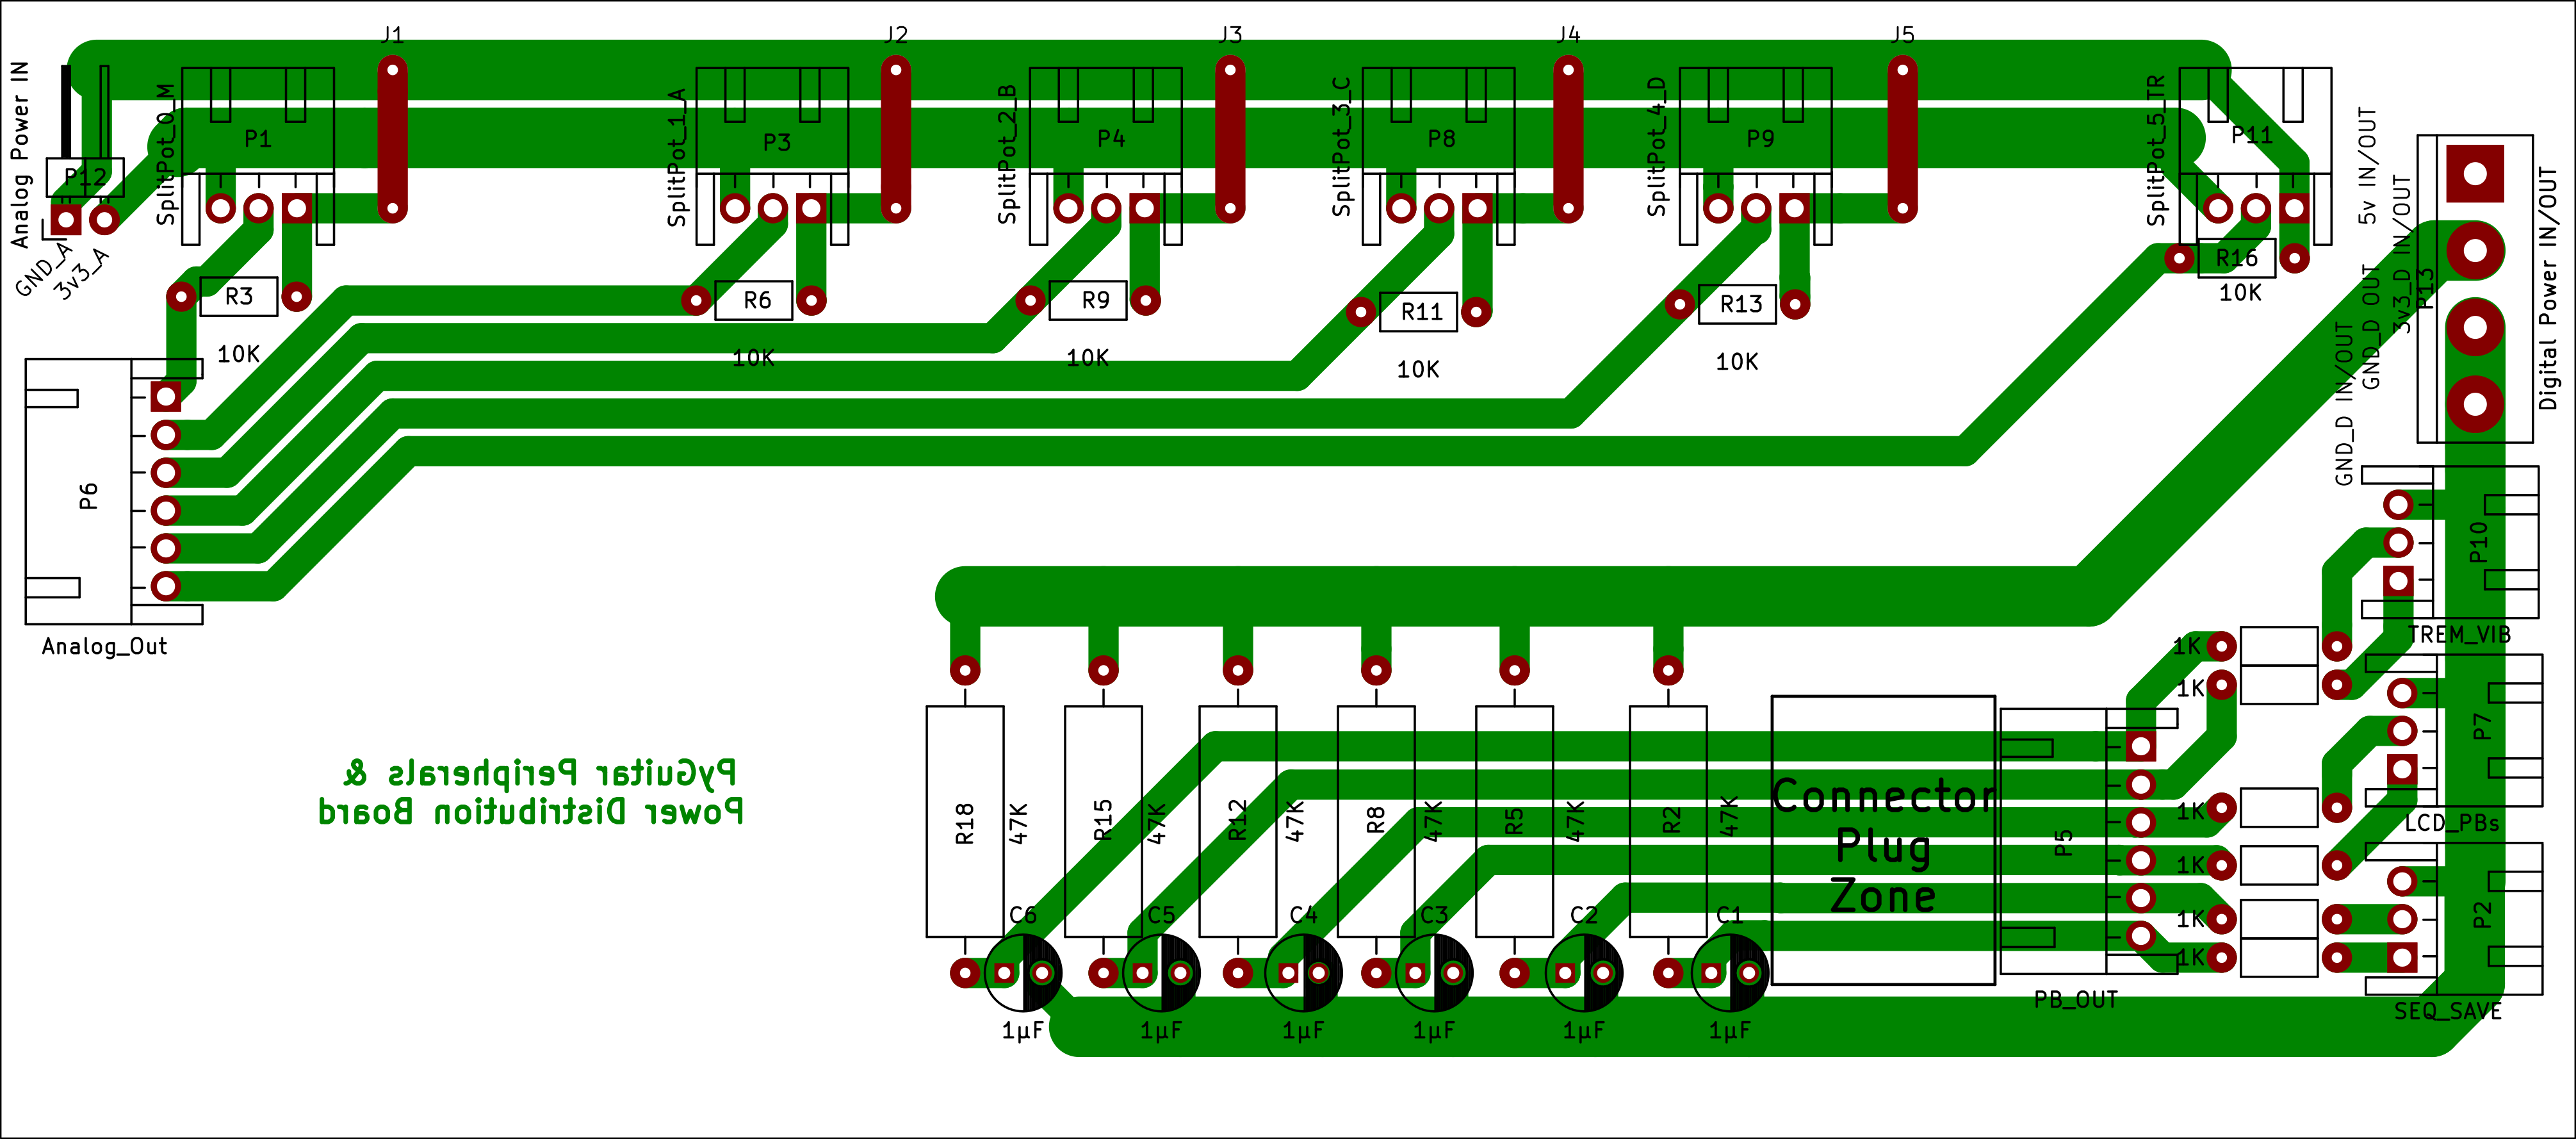 J1
J2
J3
J4
J5
Analog Power IN
P12
GND_A
3v3_A
SplitPot_0_M
P1
SplitPot_1_A
P3
SplitPot_2_B
P4
SplitPot_3_C
P8
SplitPot_4_D
P9
SplitPot_5_TR
P11
5v IN/OUT
3v3_D IN/OUT
GND_D OUT
GND_D IN/OUT
P13
Digital Power IN/OUT
R3
R6
R9
R11
R13
R16
10K
10K
10K
10K
10K
10K
P6
Analog_Out
P10
TREM_VIB
1K
1K
P7
LCD_PBs
1K
1K
1K
1K
P2
SEQ_SAVE
PyGuitar Peripherals &
Power Distribution Board
R18
47K
R15
47K
R12
47K
R8
47K
R5
47K
R2
47K
Connector
Plug
Zone
P5
PB_OUT
C6
C5
C4
C3
C2
C1
1µF
1µF
1µF
1µF
1µF
1µF